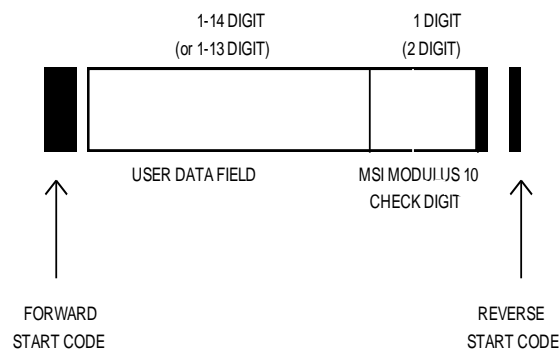 1-14 DIGIT
(or 1-13 DIGIT)
1 DIGIT
(2 DIGIT)
USER DATA FIELD
MSI MODULUS 10
CHECK DIGIT
FORWARD
START CODE
REVERSE
START CODE